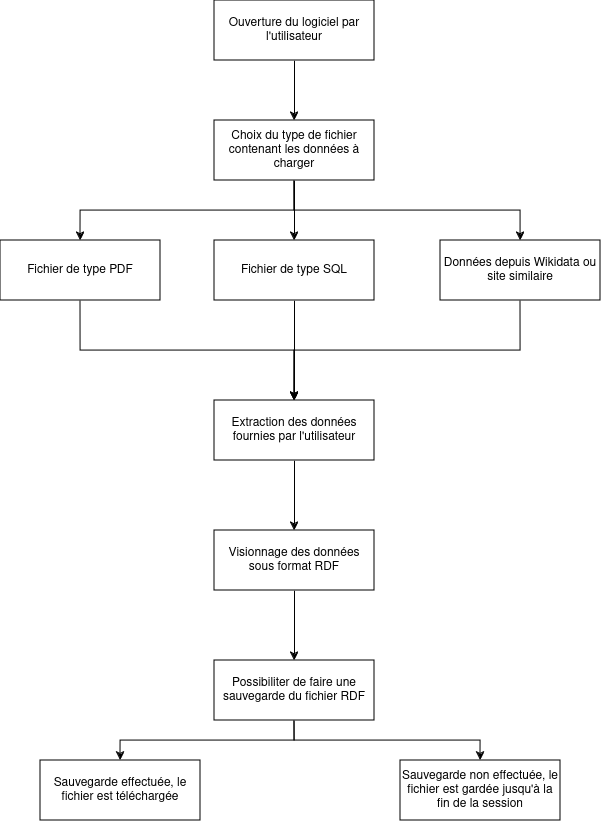 Ouverture du logiciel par
l'utilisateur
Choix du type de fichier
contenant les données à
charger
Fichier de type PDF
Fichier de type SQL
Données depuis Wikidata ou
site similaire
Extraction des données
fournies par l'utilisateur
Visionnage des données
sous format RDF
Possibiliter de faire une
sauvegarde du fichier RDF
Sauvegarde effectuée, le
fichier est téléchargée
Sauvegarde non effectuée, le
fichier est gardée jusqu'à la
fin de la session